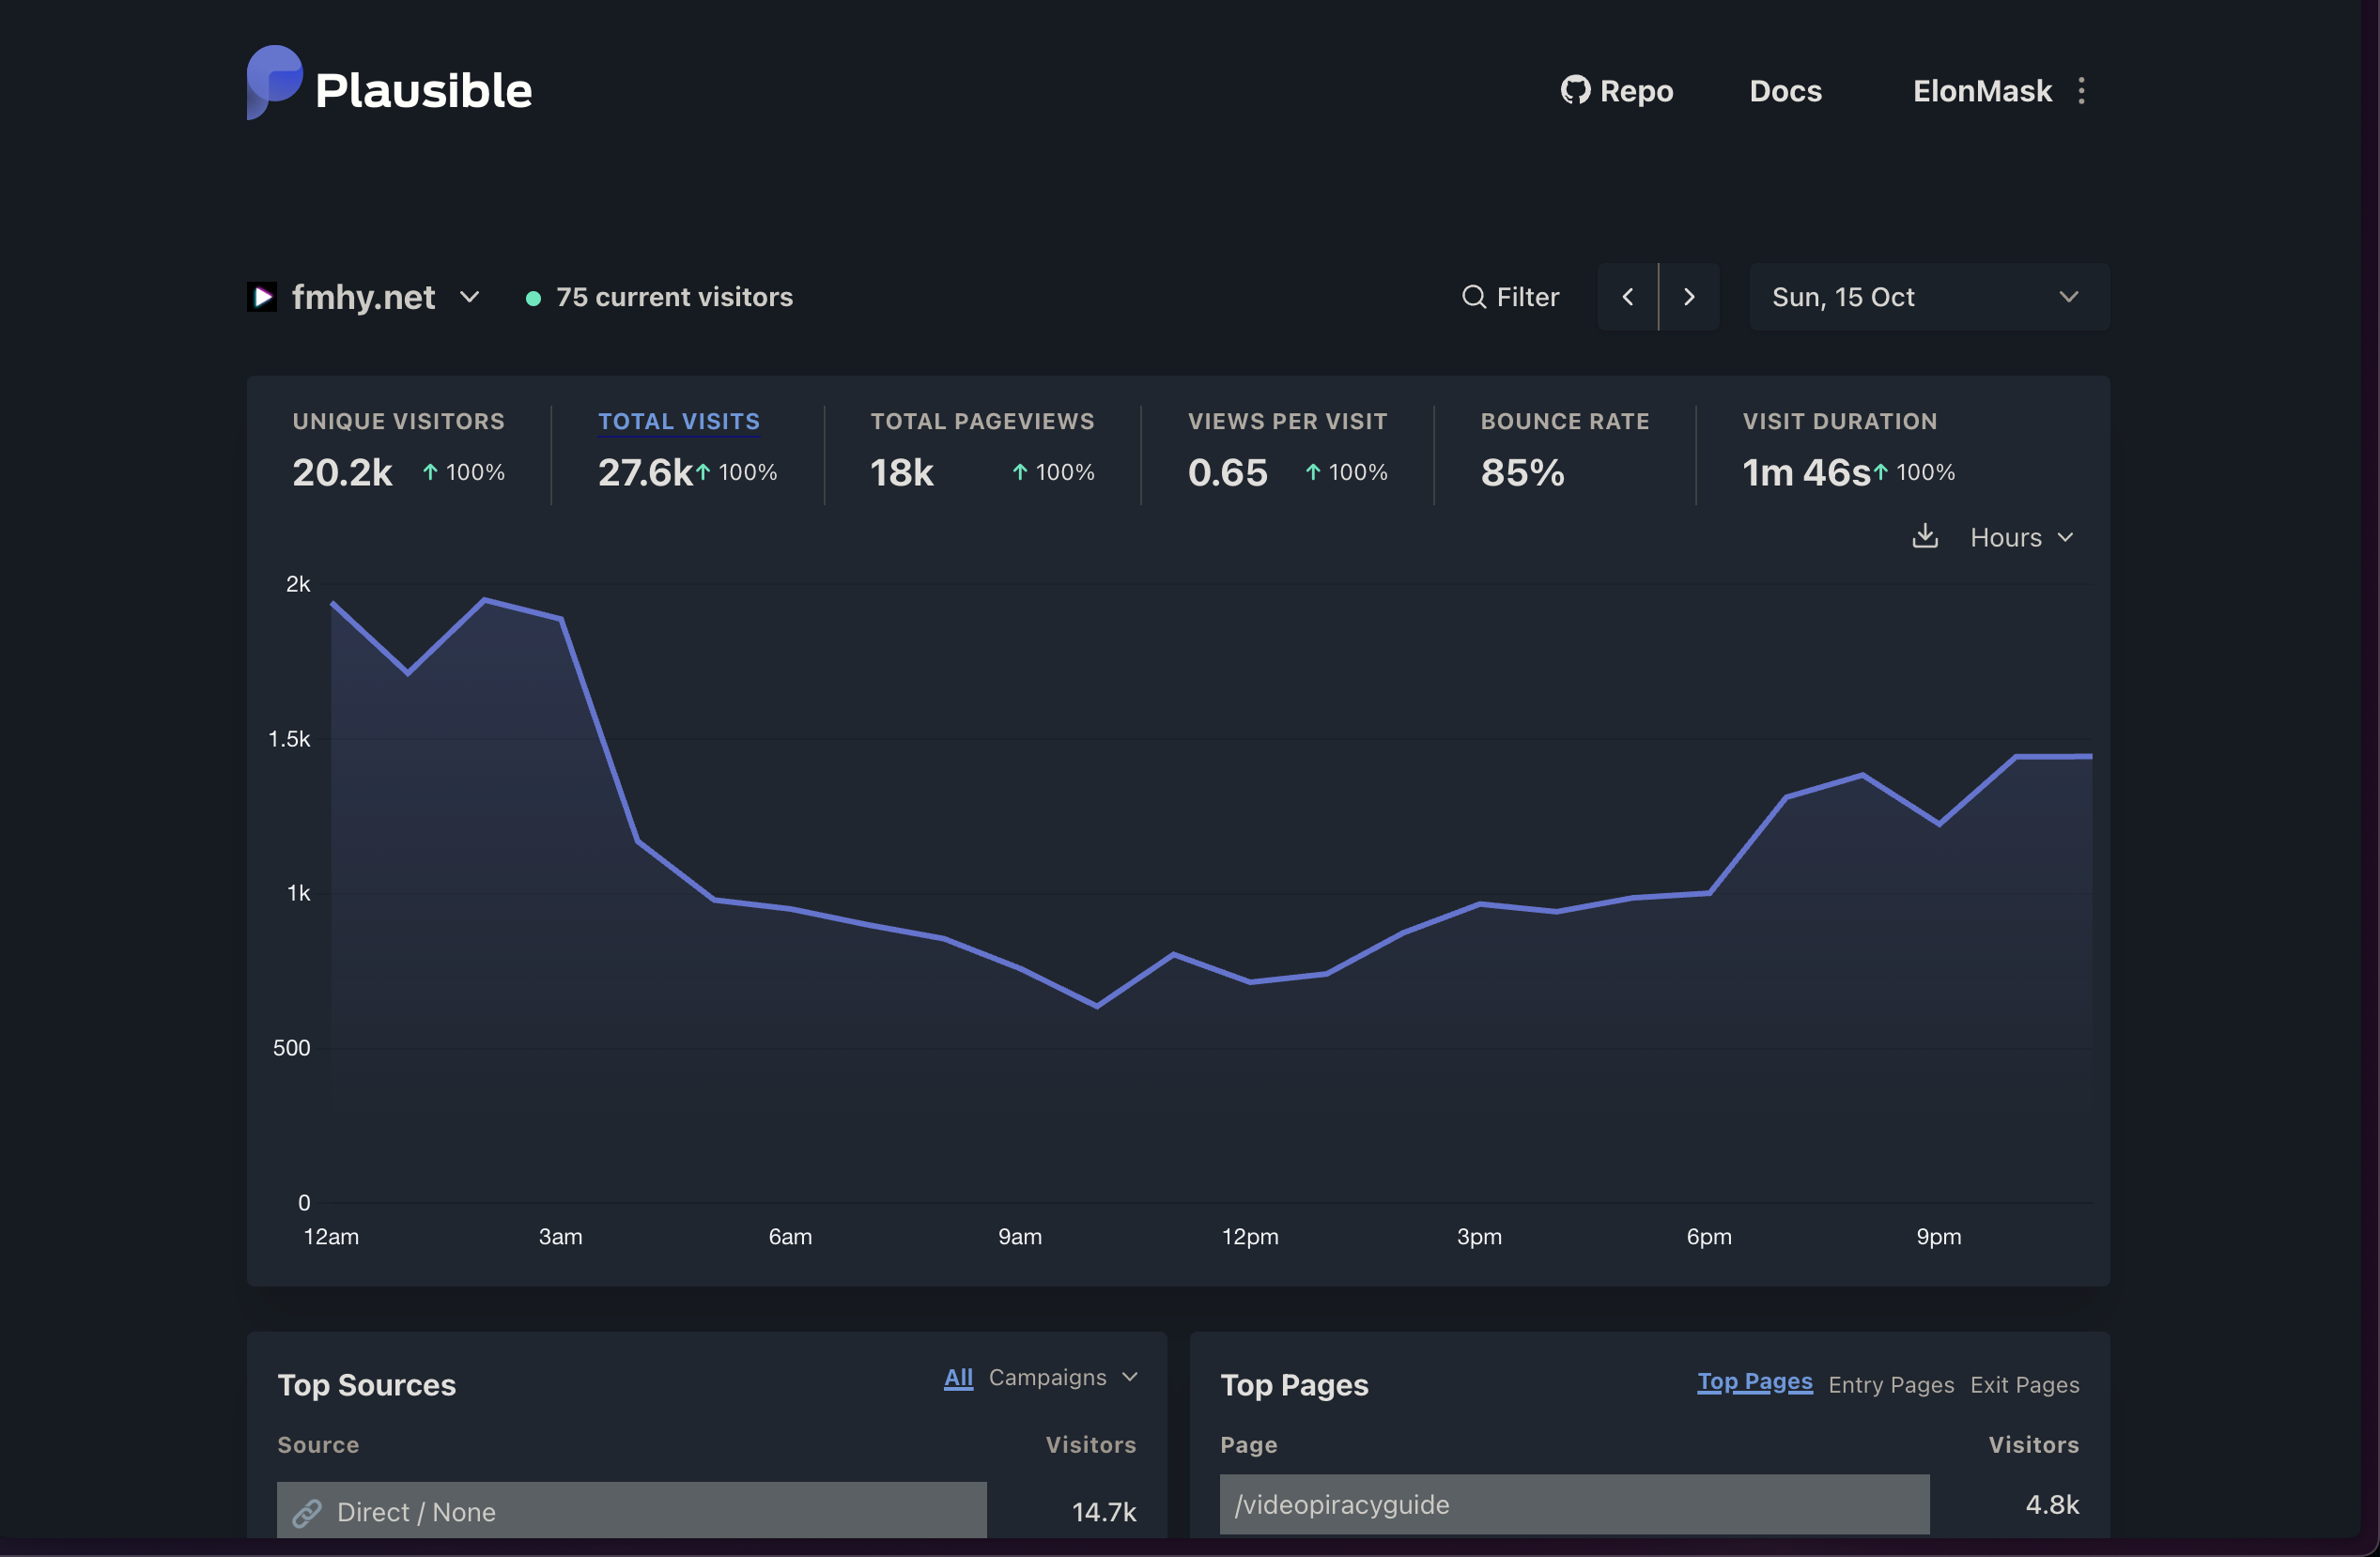 Plausible
Repo Docs ElonMask
fmhy.net 75 current visitors Filter Sun, 15 Oct
UNIQUE VISITORS TOTAL VISITS TOTAL PAGEVIEWS VIEWS PER VISIT BOUNCE RATE VISIT DURATION
20.2k ↑ 100% 27.6k ↑ 100% 18k ↑ 100% 0.65 ↑ 100% 85% 1m 46s ↑ 100%
Hours
2k
1.5k
1k
500
0
12am 3am 6am 9am 12pm 3pm 6pm 9pm
Top Sources All Campaigns
Source Visitors
Direct / None 14.7k
Top Pages Top Pages Entry Pages Exit Pages
Page Visitors
/videopiracyguide 4.8k